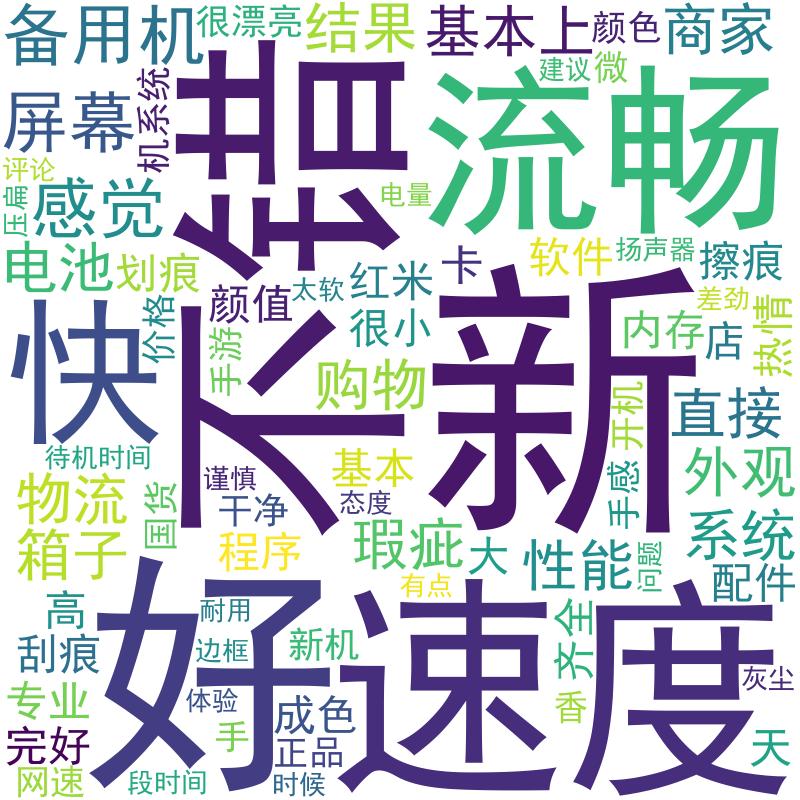 备用机
很漂亮
结果
基本上
颜色
商家
建议
微
屏幕
机系统
不错
流畅
评论
压扁
感觉
电量
电池
划痕
颜值
太软
红米
卡
软件
扬声器
擦痕
差劲
热情
价格
手游
很小
新
内存
店
快
购物
开机
直接
待机时间
谨慎
基本
手感
外观
物流
国货
干净
态度
系统
箱子
程序
瑕疵
大
性能
问题
配件
好
速度
有点
高
耐用
齐全
刮痕
边框
新机
灰尘
专业
体验
成色
香
手
完好
正品
天
网速
段时间
时候